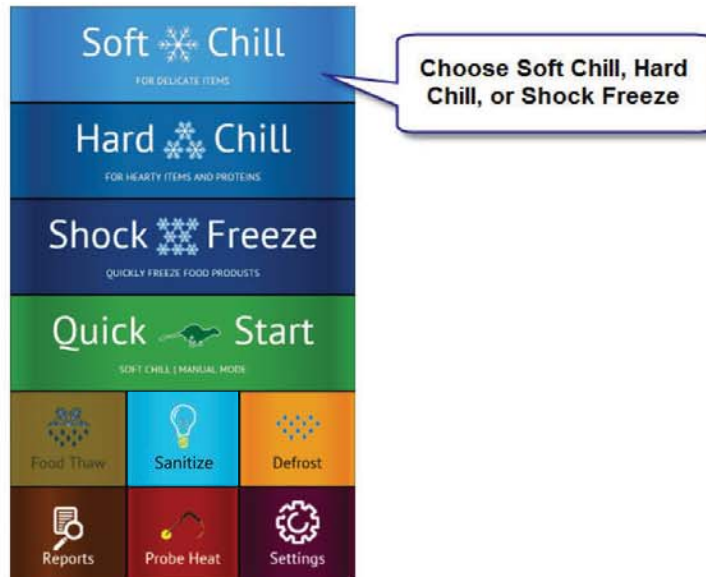 Soft Chill
FOR DELICATE ITEMS
Choose Soft Chill, Hard
Chill, or Shock Freeze
Hard Chill
FOR HEARTY ITEMS AND PROTEINS
Shock Freeze
QUICKLY FREEZE FOOD PRODUCTS
Quick Start
SOFT CHILL | MANUAL MODE
Food Thaw
Sanitize
Defrost
Reports
Probe Heat
Settings